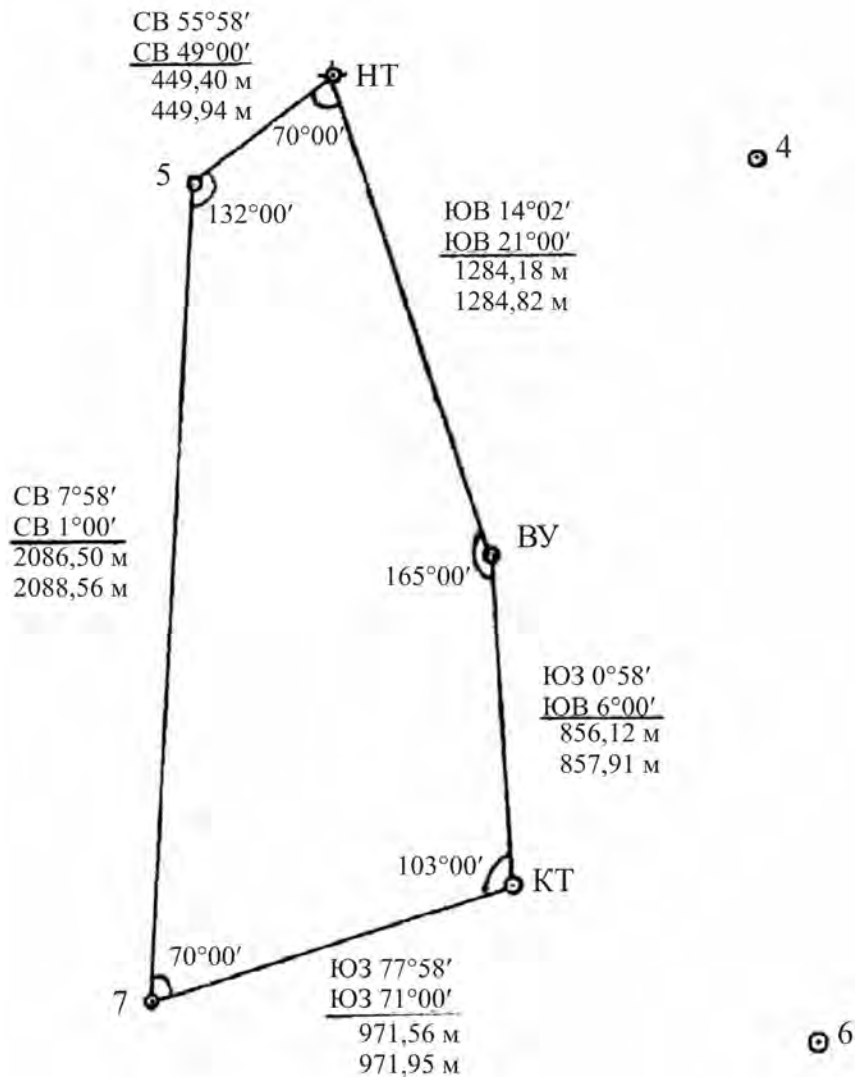 СВ 55°58′
СВ 49°00′
449,40 м
449,94 м
НТ
70°00′
4
5
132°00′
ЮВ 14°02′
ЮВ 21°00′
1284,18 м
1284,82 м
СВ 7°58′
СВ 1°00′
2086,50 м
2088,56 м
ВУ
165°00′
ЮЗ 0°58′
ЮВ 6°00′
856,12 м
857,91 м
103°00′
КТ
70°00′
7
ЮЗ 77°58′
ЮЗ 71°00′
971,56 м
971,95 м
6